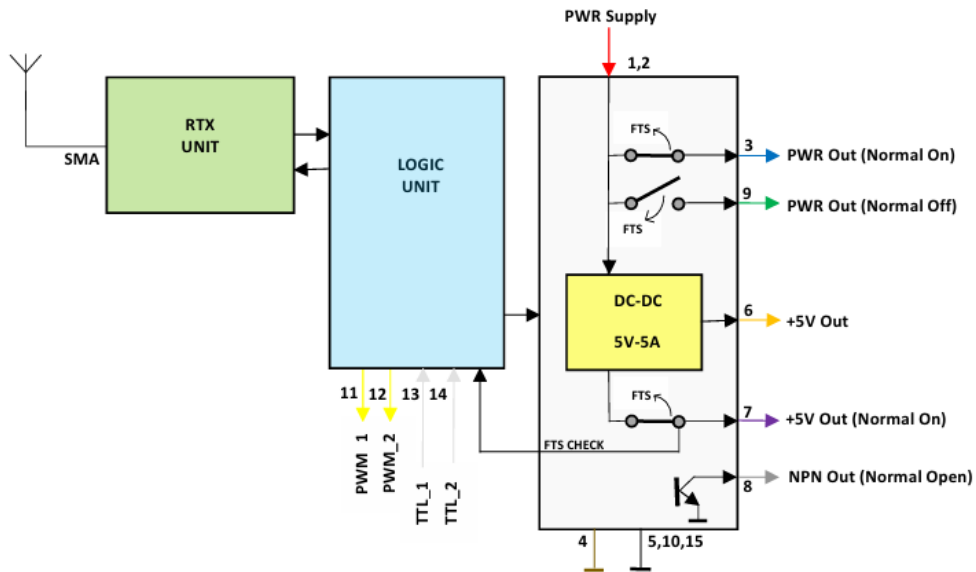 PWR Supply
1,2
RTX
UNIT
SMA
LOGIC
UNIT
FTS
3
PWR Out (Normal On)
9
PWR Out (Normal Off)
FTS
DC-DC
5V-5A
6
+5V Out
11
12
13
14
FTS
7
+5V Out (Normal On)
FTS CHECK
PWM_1
PWM_2
TTL_1
TTL_2
NPN Out (Normal Open)
8
4
5,10,15